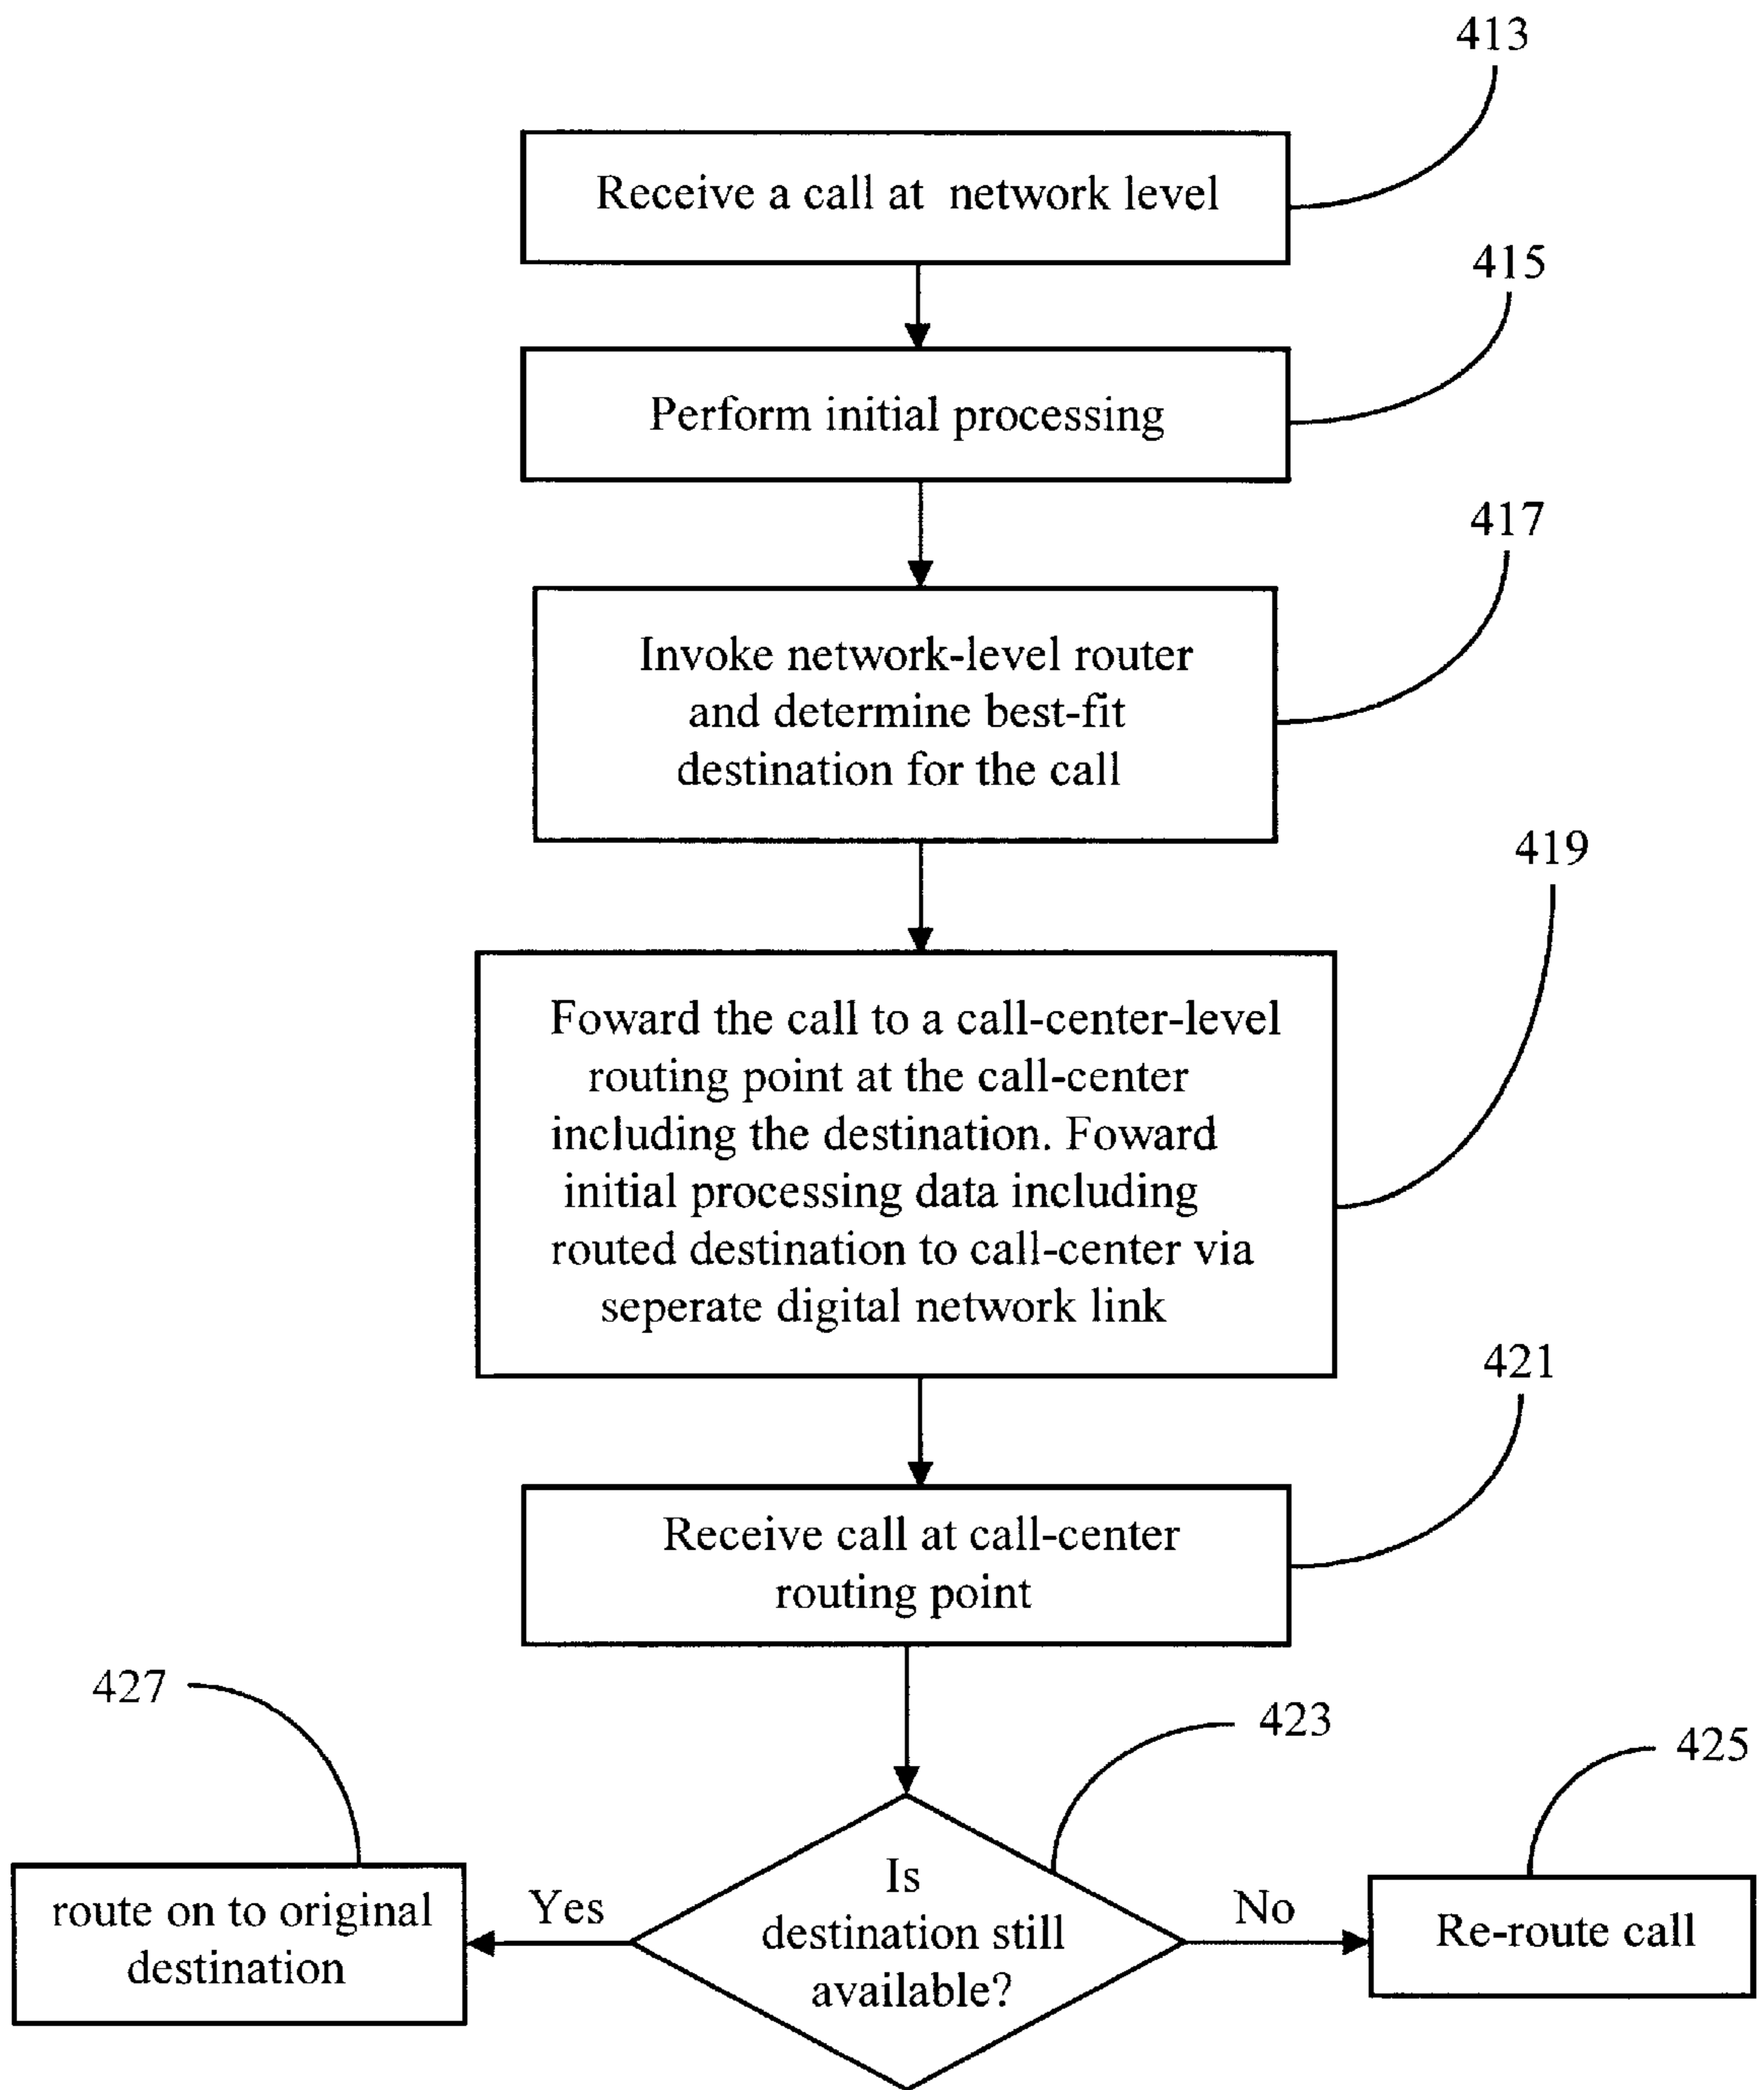 413
Receive a call at network level
415
Perform initial processing
417
Invoke network-level router
and determine best-fit
destination for the call
419
Foward the call to a call-center-level
routing point at the call-center
including the destination. Foward
initial processing data including
routed destination to call-center via
seperate digital network link
421
Receive call at call-center
routing point
427
423
425
route on to original
destination
Yes
Is
destination still
available?
No
Re-route call